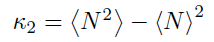 κ₂ = ⟨N²⟩ − ⟨N⟩²